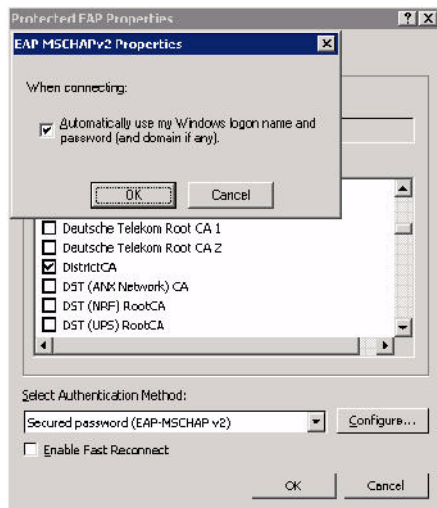 Protected EAP Properties
EAP MSCHAPv2 Properties
When connecting:
Automatically use my Windows logon name and
password (and domain if any).
OK
Cancel
Deutsche Telekom Root CA 1
Deutsche Telekom Root CA 2
DistrictCA
DST (ANX Network) CA
DST (NRF) RootCA
DST (UPS) RootCA
Select Authentication Method:
Secured password (EAP-MSCHAP v2)
Configure...
Enable Fast Reconnect
OK
Cancel